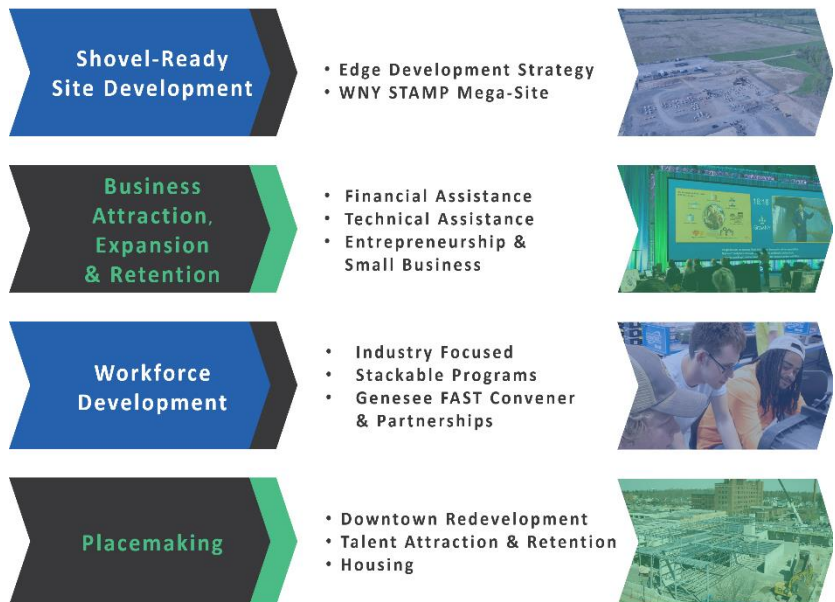 Shovel-Ready
Site Development
• Edge Development Strategy
• WNY STAMP Mega-Site
Business
Attraction,
Expansion
& Retention
• Financial Assistance
• Technical Assistance
• Entrepreneurship &
Small Business
Workforce
Development
• Industry Focused
• Stackable Programs
• Genesee FAST Convener
& Partnerships
Placemaking
• Downtown Redevelopment
• Talent Attraction & Retention
• Housing